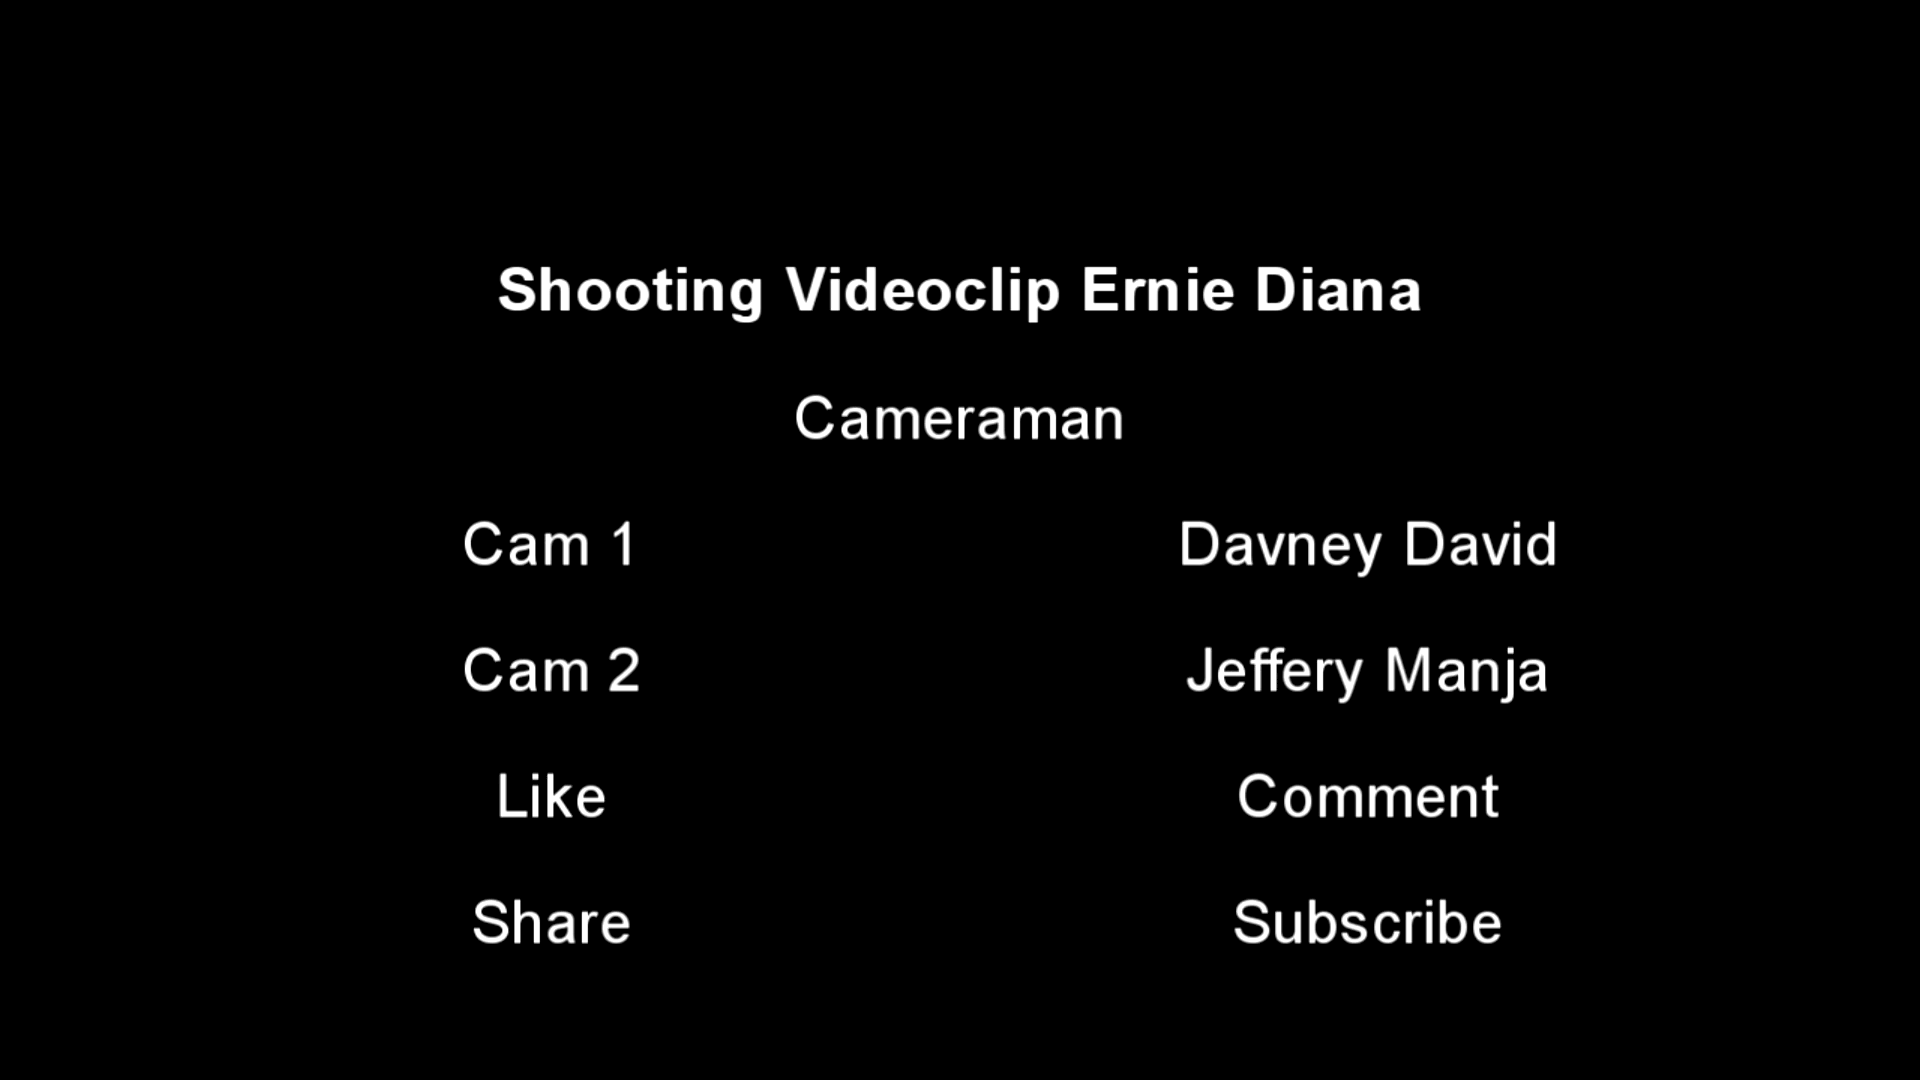 Shooting Videoclip Ernie Diana
Cameraman
Cam 1 Davney David
Cam 2 Jeffery Manja
Like Comment
Share Subscribe